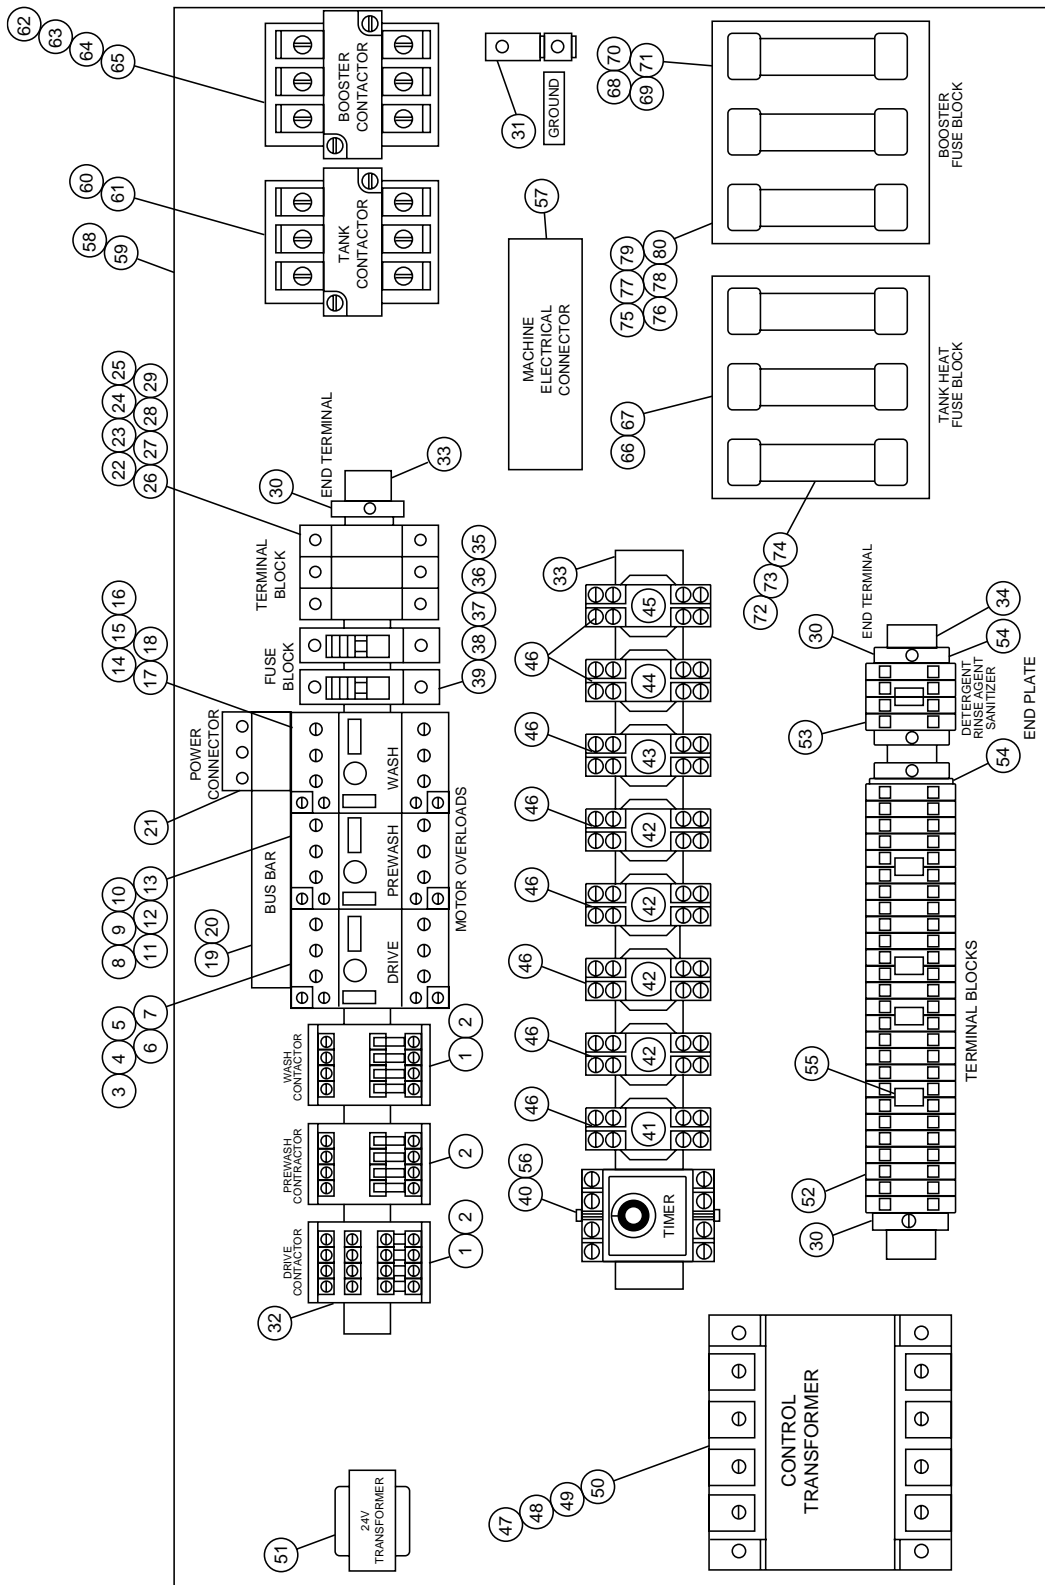 62
63
64
65
BOOSTER
CONTACTOR
60
61
TANK
CONTACTOR
58
59
31
GROUND
57
MACHINE
ELECTRICAL
CONNECTOR
70
71
68
69
BOOSTER
FUSE BLOCK
79
80
77
78
75
76
66
67
TANK HEAT
FUSE BLOCK
72
73
74
25
29
24
28
23
27
22
26
30
END TERMINAL
33
TERMINAL
BLOCK
FUSE
BLOCK
35
36
37
38
39
16
15
18
14
17
POWER
CONNECTOR
21
BUS BAR
WASH
PREWASH
DRIVE
MOTOR OVERLOADS
10
13
9
12
8
11
19
20
5
7
4
6
3
WASH
CONTACTOR
1
2
PREWASH
CONTRACTOR
2
DRIVE
CONTACTOR
1
2
32
33
45
46
44
46
43
46
42
46
42
46
42
46
42
46
41
40
56
TIMER
30
END TERMINAL
34
54
53
DETERGENT
RINSE AGENT
SANITIZER
END PLATE
54
TERMINAL BLOCKS
55
52
30
51
24V
TRANSFORMER
47
48
49
50
CONTROL
TRANSFORMER